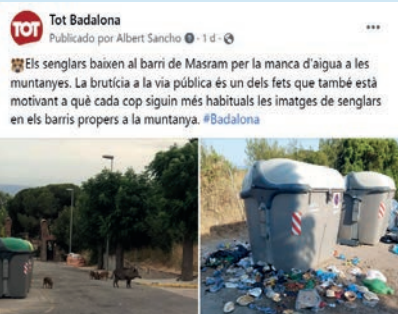 TOT
Tot Badalona
Publicado por Albert Sancho · 1 d ·
Els senglars baixen al barri de Masram per la manca d'aigua a les
muntanyes. La brutícia a la via pública és un dels fets que també està
motivant a què cada cop siguin més habituals les imatges de senglars
en els barris propers a la muntanya. #Badalona